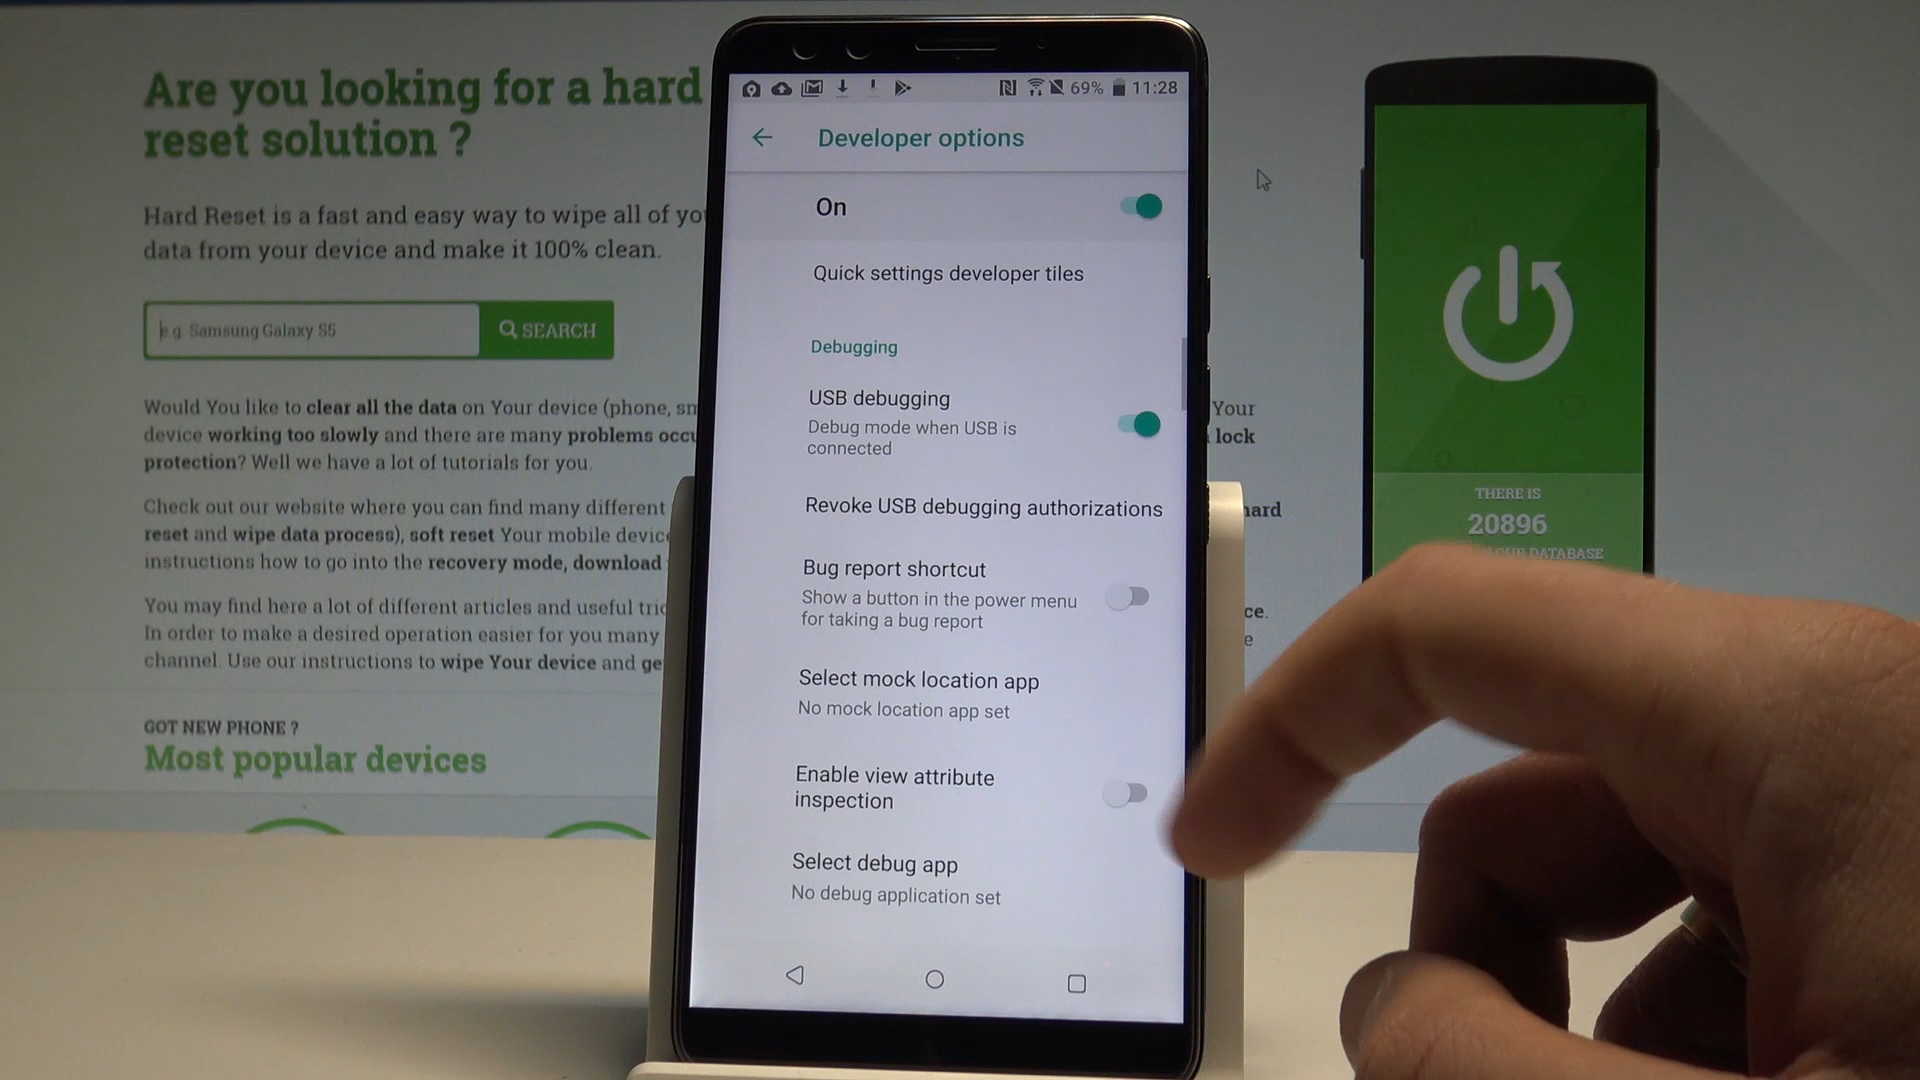 Are you looking for a hard
reset solution ?
Hard Reset is a fast and easy way to wipe all of
data from your device and make it 100% clean.
e.g. Samsung Galaxy S5
SEARCH
Would You like to clear all the data on Your device (phone,
device working too slowly and there are many problems
protection? Well we have a lot of tutorials for you.
Check out our website where you can find many different
reset and wipe data process), soft reset Your mobile
instructions how to go into the recovery mode, download
You may find here a lot of different articles and useful
In order to make a desired operation easier for you many
channel. Use our instructions to wipe Your device and
GOT NEW PHONE ?
Most popular devices
69% 11:28
Developer options
On
Quick settings developer tiles
Debugging
USB debugging
Debug mode when USB is
connected
Revoke USB debugging authorizations
Bug report shortcut
Show a button in the power menu
for taking a bug report
Select mock location app
No mock location app set
Enable view attribute
inspection
Select debug app
No debug application set
Your
lock
THERE IS
20896
DATABASE